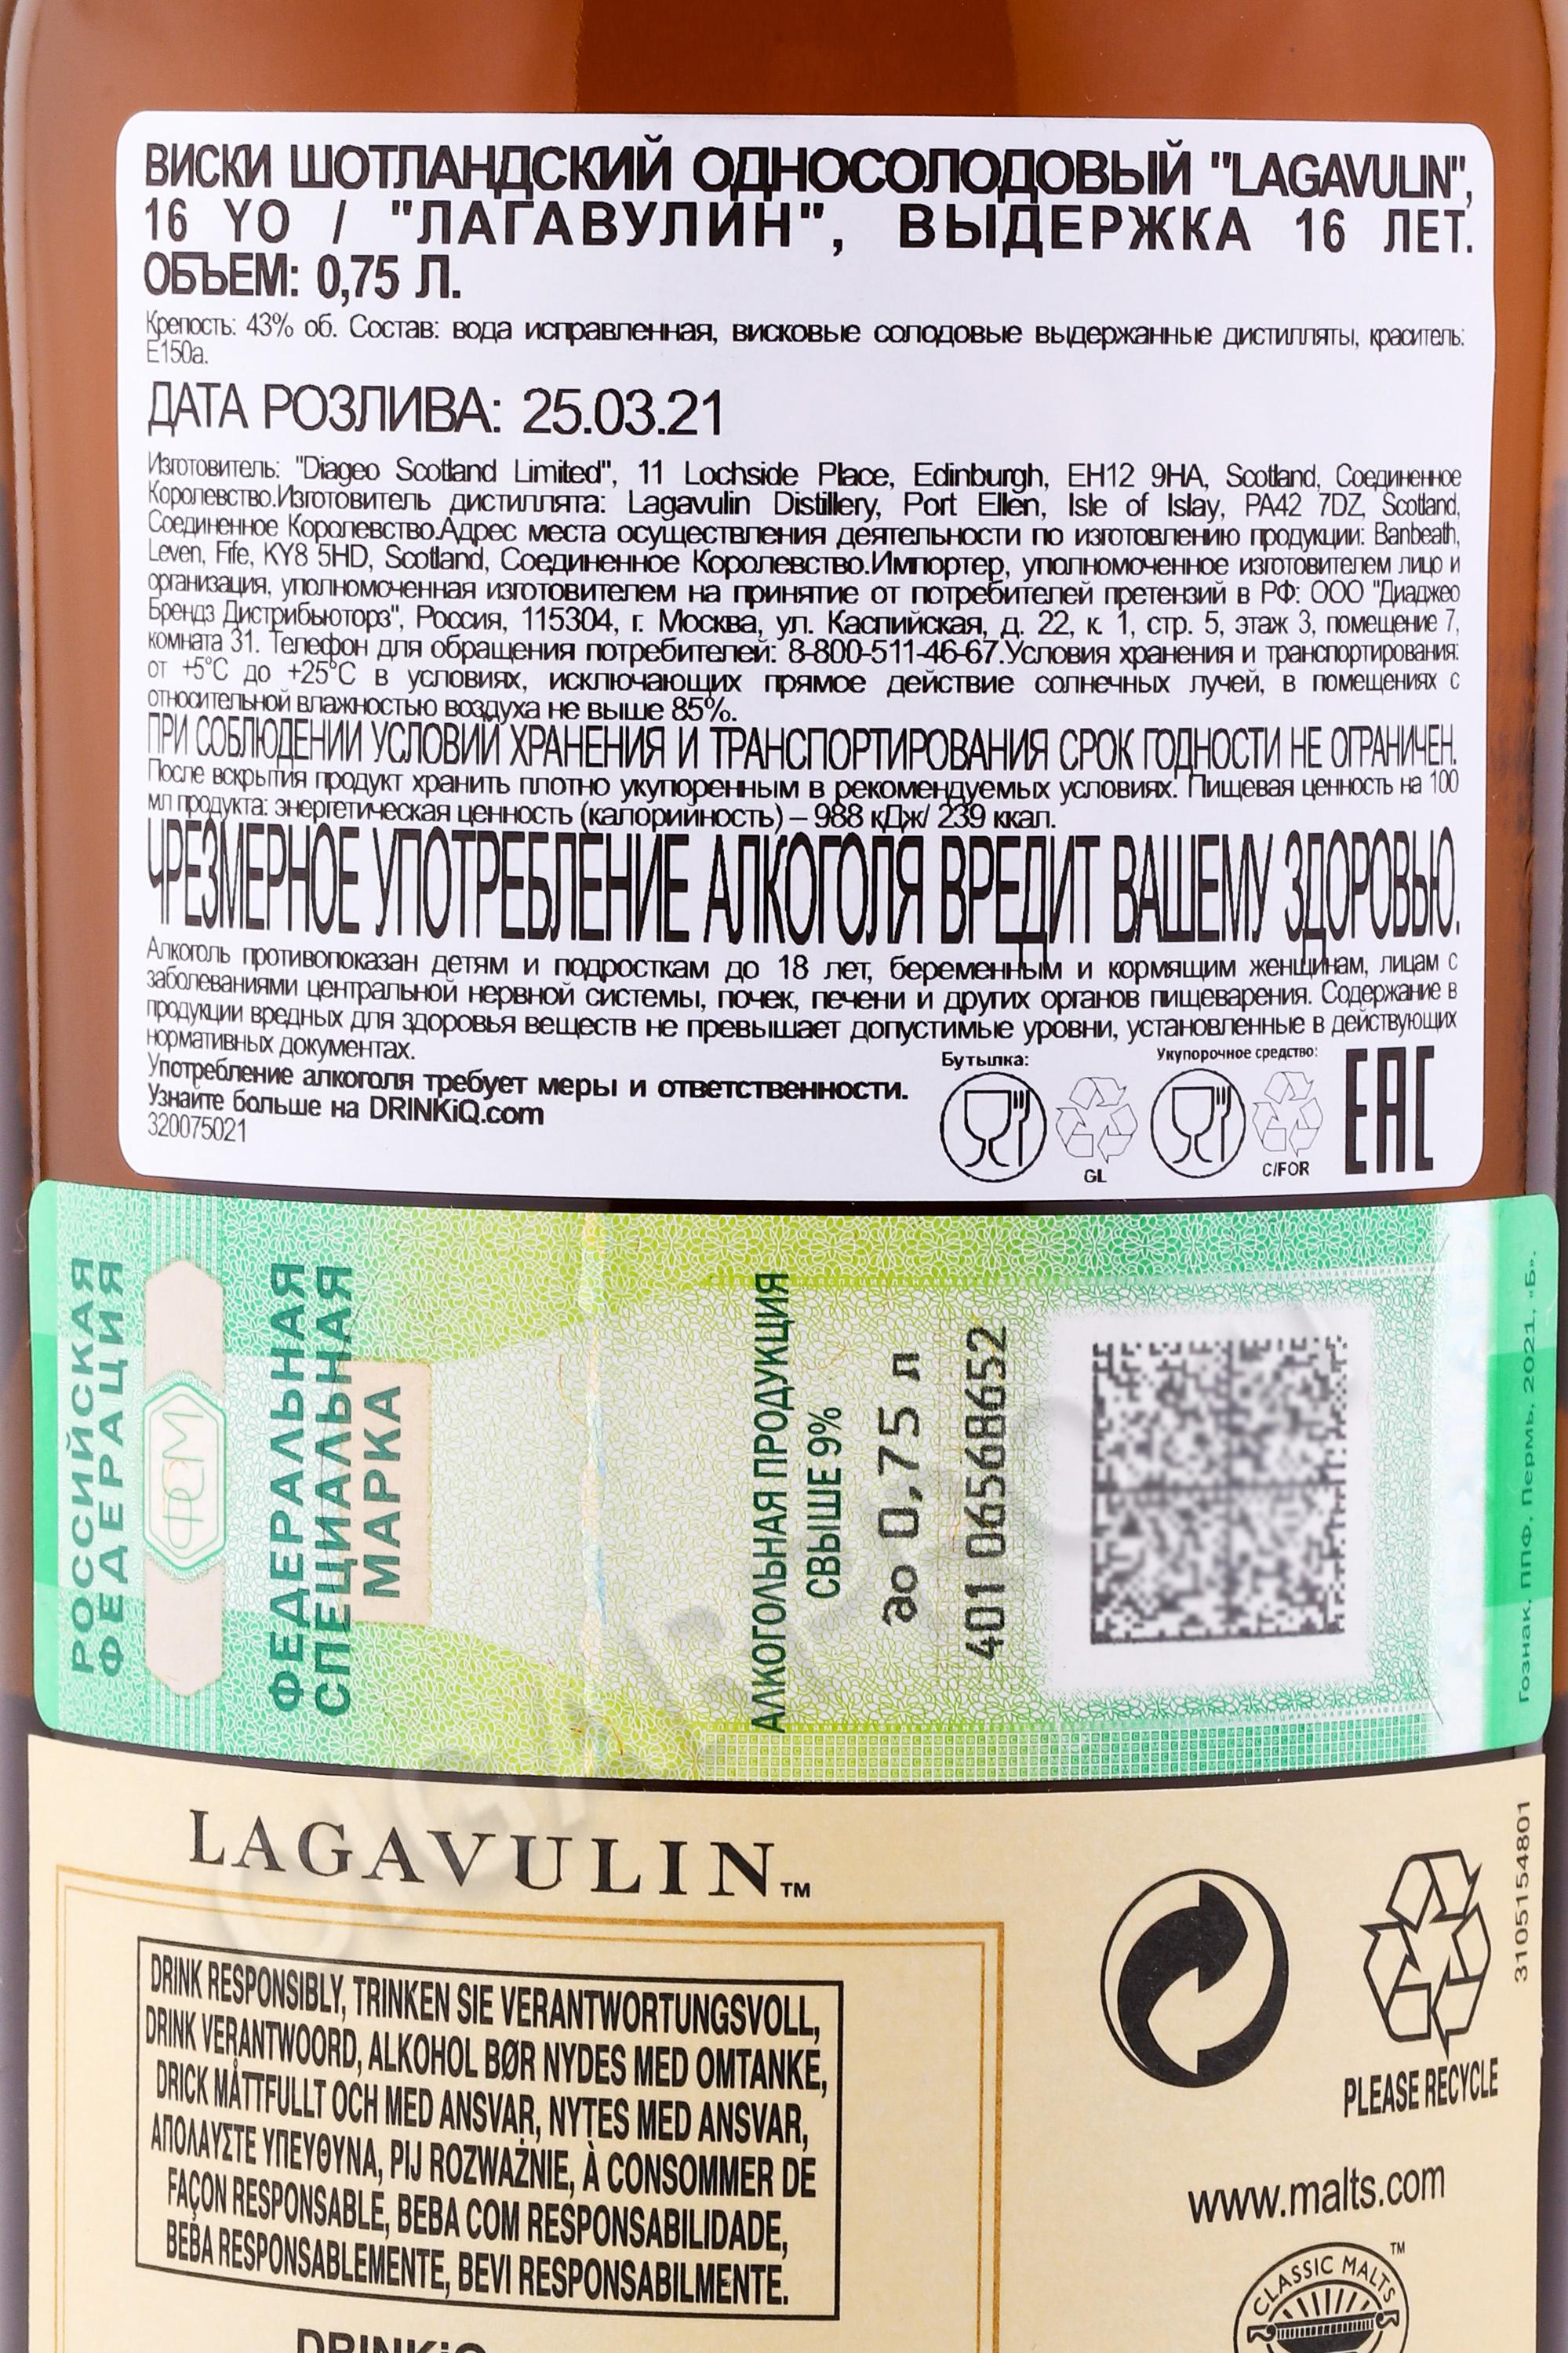 ВИСКИ ШОТЛАНДСКИЙ ОДНОСОЛОДОВЫЙ "LAGAVULIN",
16 YO / "ЛАГАВУЛИН", ВЫДЕРЖКА 16 ЛЕТ.
ОБЪЕМ: 0,75 Л.
Крепость: 43% об. Состав: вода исправленная, висковые солодовые выдержанные дистилляты, краситель:
Е150а.
ДАТА РОЗЛИВА: 25.03.21
Изготовитель: "Diageo Scotland Limited", 11 Lochside Place, Edinburgh, EH12 9HA, Scotland, Соединенное
Королевство.Изготовитель дистиллята: Lagavulin Distillery, Port Ellen, Isle of Islay, PA42 7DZ, Scotland,
Соединенное Королевство.Адрес места осуществления деятельности по изготовлению продукции: Banbeath,
Leven, Fife, KY8 5HD, Scotland, Соединенное Королевство.Импортер, уполномоченное изготовителем лицо и
организация, уполномоченная изготовителем на принятие от потребителей претензий в РФ: ООО "Диаджео
Брендз Дистрибьюторз", Россия, 115304, г. Москва, ул. Каспийская, д. 22, к. 1, стр. 5, этаж 3, помещение 7,
комната 31. Телефон для обращения потребителей: 8-800-511-46-67.Условия хранения и транспортирования:
от +5°C до +25°C в условиях, исключающих прямое действие солнечных лучей, в помещениях с
относительной влажностью воздуха не выше 85%.
ПРИ СОБЛЮДЕНИИ УСЛОВИЙ ХРАНЕНИЯ И ТРАНСПОРТИРОВАНИЯ СРОК ГОДНОСТИ НЕ ОГРАНИЧЕН.
После вскрытия продукт хранить плотно укупоренным в рекомендуемых условиях. Пищевая ценность на 100
мл продукта: энергетическая ценность (калорийность) – 988 кДж/ 239 ккал.
ЧРЕЗМЕРНОЕ УПОТРЕБЛЕНИЕ АЛКОГОЛЯ ВРЕДИТ ВАШЕМУ ЗДОРОВЬЮ.
Алкоголь противопоказан детям и подросткам до 18 лет, беременным и кормящим женщинам, лицам с
заболеваниями центральной нервной системы, почек, печени и других органов пищеварения. Содержание в
продукции вредных для здоровья веществ не превышает допустимые уровни, установленные в действующих
нормативных документах.
Употребление алкоголя требует меры и ответственности.
Узнайте больше на DRINKiQ.com
320075021
Бутылка:
GL
Укупорочное средство:
C/FOR
EAC
РОССИЙСКАЯ
ФЕДЕРАЦИЯ
ФСМ
ФЕДЕРАЛЬНАЯ
СПЕЦИАЛЬНАЯ
МАРКА
АЛКОГОЛЬНАЯ ПРОДУКЦИЯ
СВЫШЕ 9%
до 0,75 л
401 06568652
Гознак. ППФ. Пермь. 2021. «Б».
LAGAVULIN™
DRINK RESPONSIBLY, TRINKEN SIE VERANTWORTUNGSVOLL,
DRINK VERANTWOORD, ALKOHOL BØR NYDES MED OMTANKE,
DRICK MÅTTFULLT OCH MED ANSVAR, NYTES MED ANSVAR,
ΑΠΟΛΑΥΣΤΕ ΥΠΕΥΘΥΝΑ, PIJ ROZWAŻNIE, À CONSOMMER DE
FAÇON RESPONSABLE, BEBA COM RESPONSABILIDADE,
BEBA RESPONSABLEMENTE, BEVI RESPONSABILMENTE.
DRINKiQ
3105154801
PLEASE RECYCLE
www.malts.com
CLASSIC MALTS
™